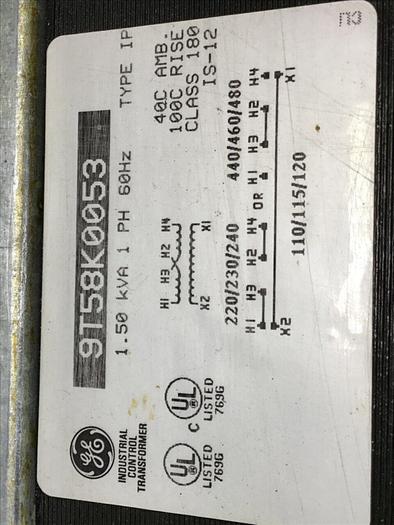 9T58K0053
1.50 kVA 1 PH 60Hz TYPE IP
40C AMB.
100C RISE
CLASS 180
IS-12
H1 H3 H2 H4
X2 X1
220/230/240 440/460/480
H1 H3 H2 H4 OR H1 H3 H2 H4
X2 X1
110/115/120
GE
INDUSTRIAL
CONTROL
TRANSFORMER
UL
®
LISTED
769G
C
UL
®
LISTED
769G